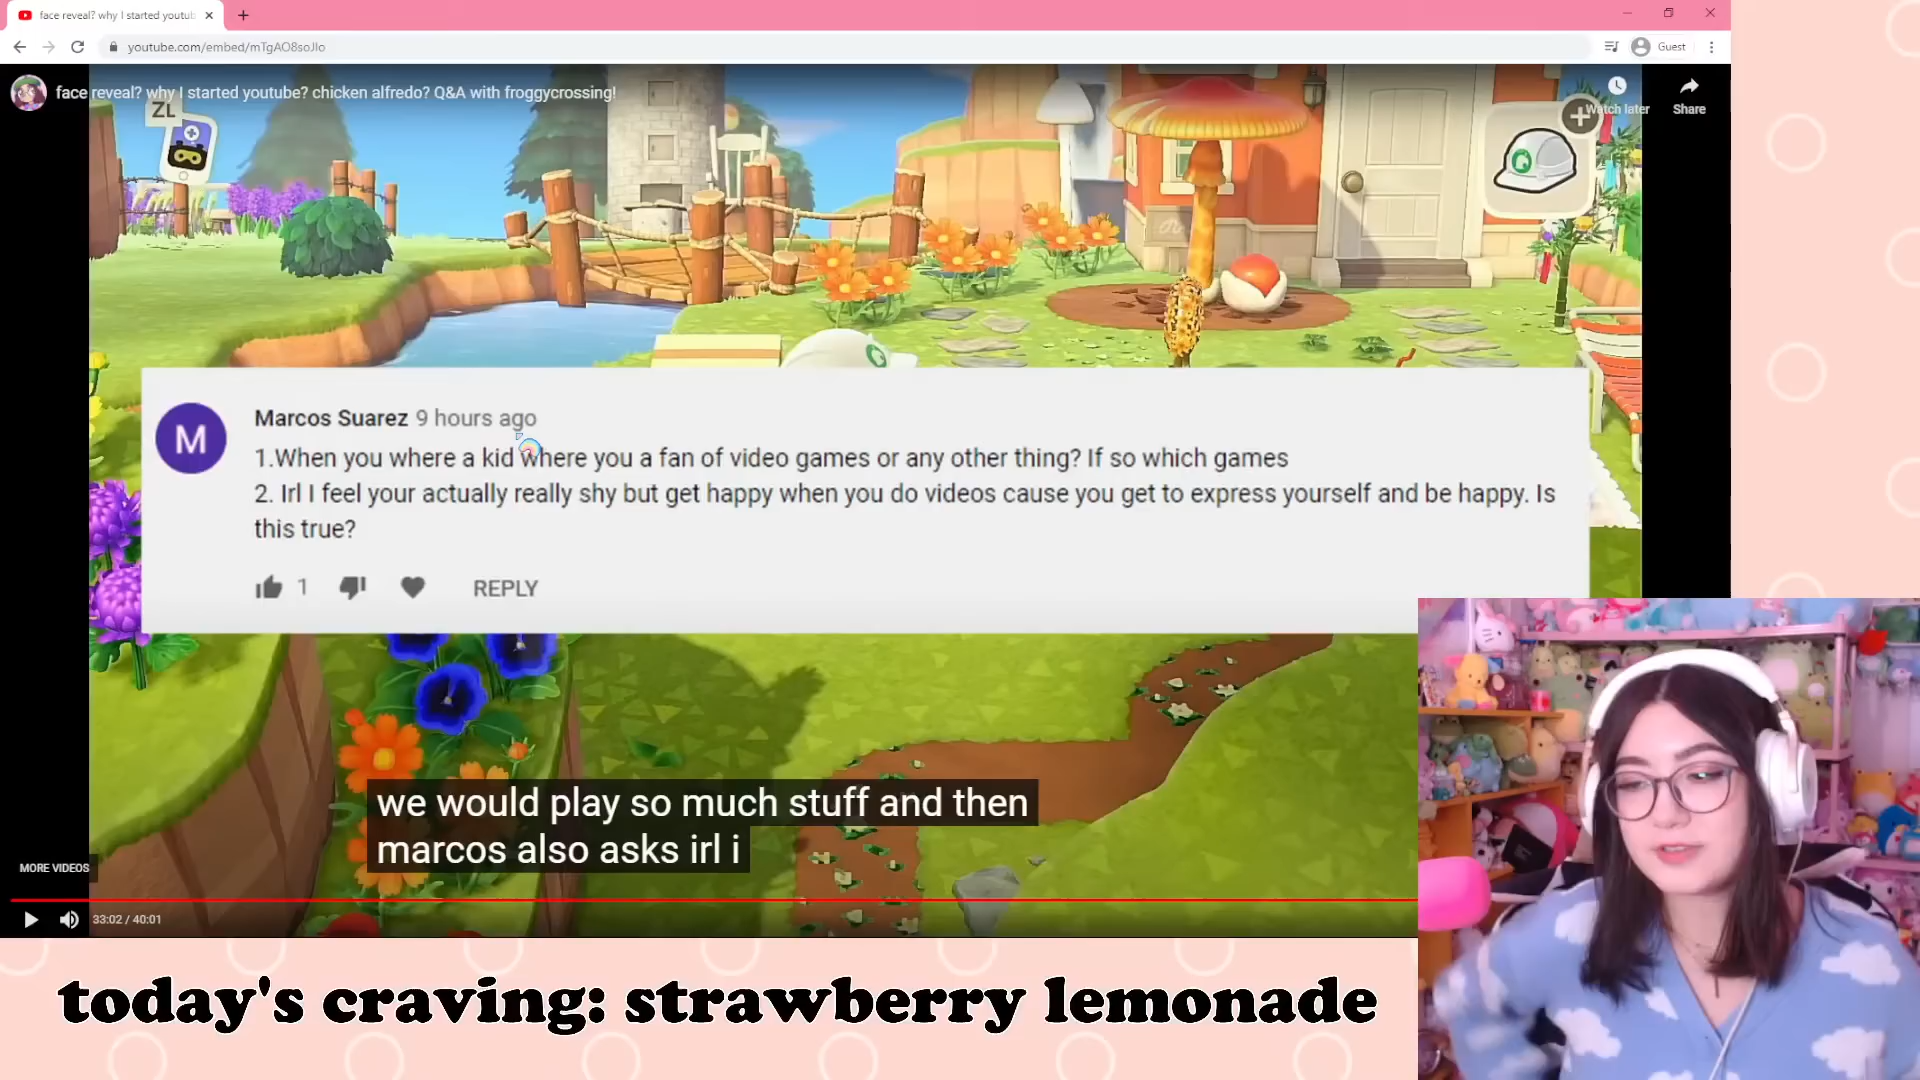 face reveal? why I started youtub
youtube.com/embed/mTgAO8soJIo
Guest
face reveal? why I started youtube? chicken alfredo? Q&A with froggycrossing!
Watch later
Share
ZL
M
Marcos Suarez 9 hours ago
1.When you where a kid where you a fan of video games or any other thing? If so which games
2. Irl I feel your actually really shy but get happy when you do videos cause you get to express yourself and be happy. Is
this true?
1
REPLY
we would play so much stuff and then
marcos also asks irl i
MORE VIDEOS
33:02 / 40:01
today's craving: strawberry lemonade